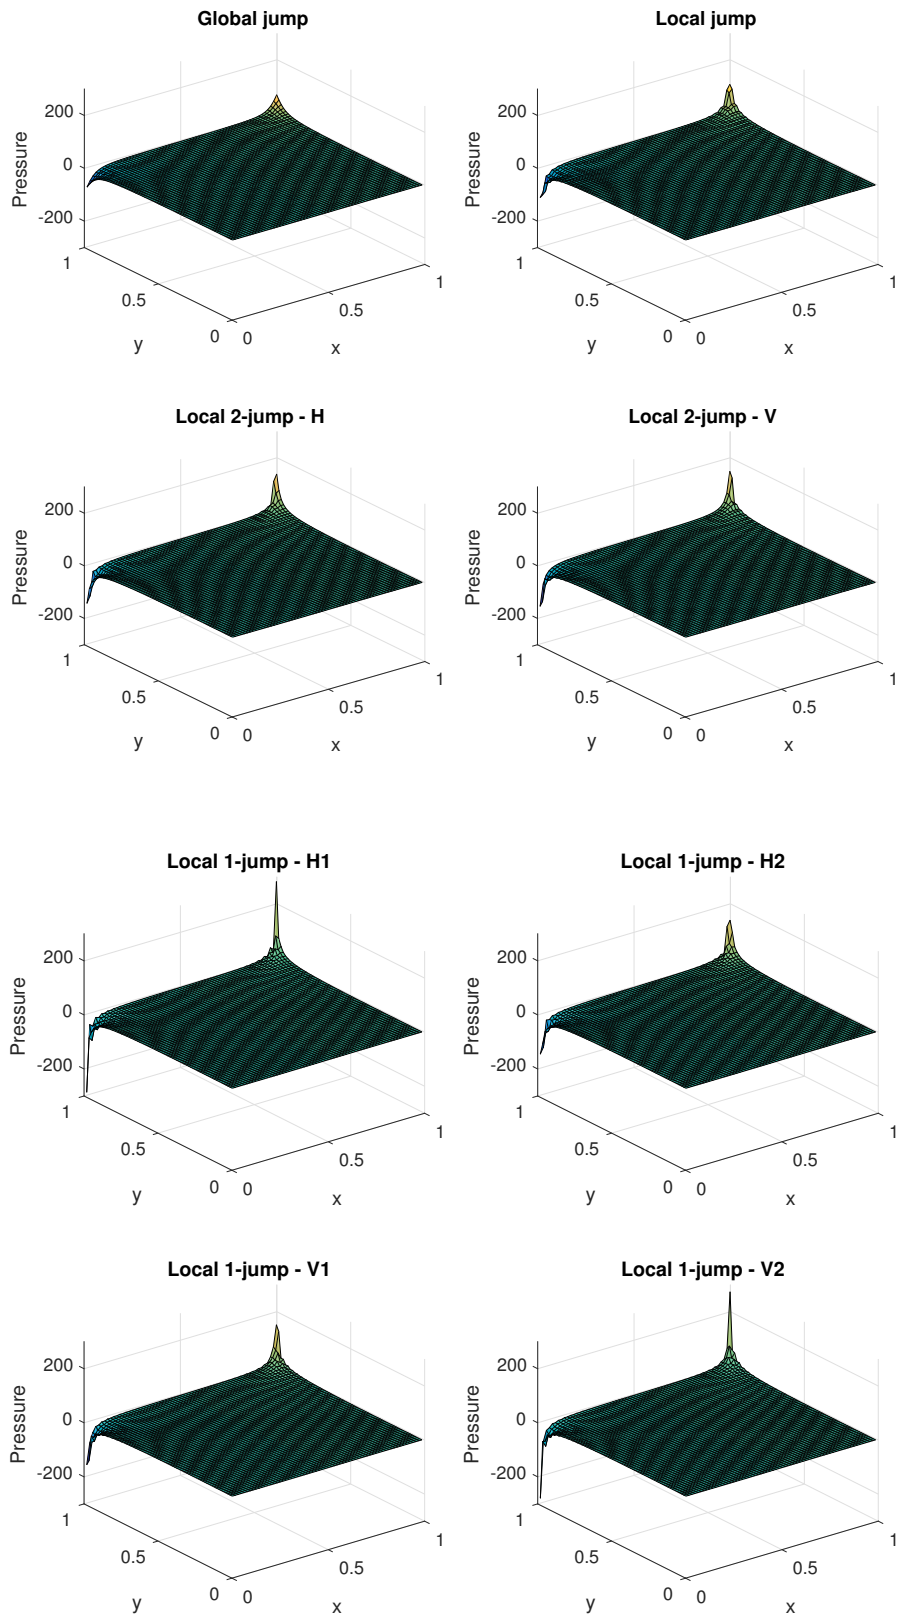 Global jump
Local jump
Pressure
200
0
-200
1
0.5
0
y
0
0.5
1
x
Pressure
200
0
-200
1
0.5
0
y
0
0.5
1
x
Local 2-jump - H
Local 2-jump - V
Pressure
200
0
-200
1
0.5
0
y
0
0.5
1
x
Pressure
200
0
-200
1
0.5
0
y
0
0.5
1
x
Local 1-jump - H1
Local 1-jump - H2
Pressure
200
0
-200
1
0.5
0
y
0
0.5
1
x
Pressure
200
0
-200
1
0.5
0
y
0
0.5
1
x
Local 1-jump - V1
Local 1-jump - V2
Pressure
200
0
-200
1
0.5
0
y
0
0.5
1
x
Pressure
200
0
-200
1
0.5
0
y
0
0.5
1
x